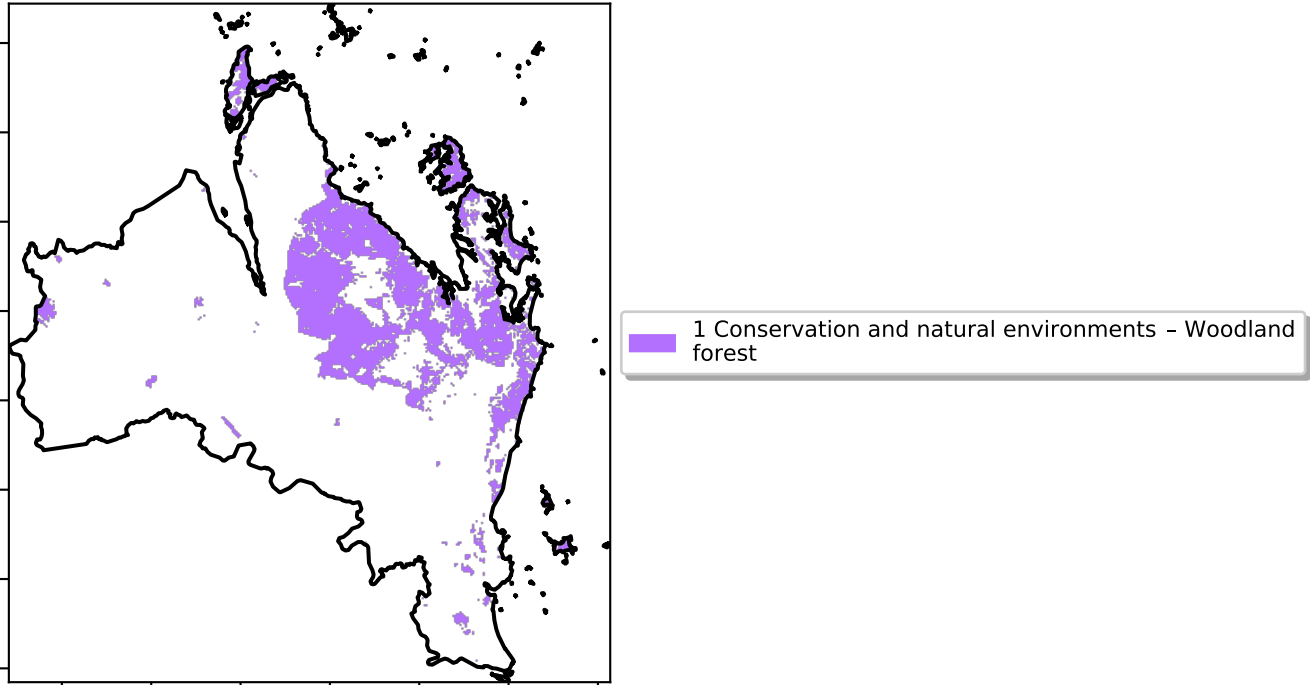 1 Conservation and natural environments – Woodland
forest